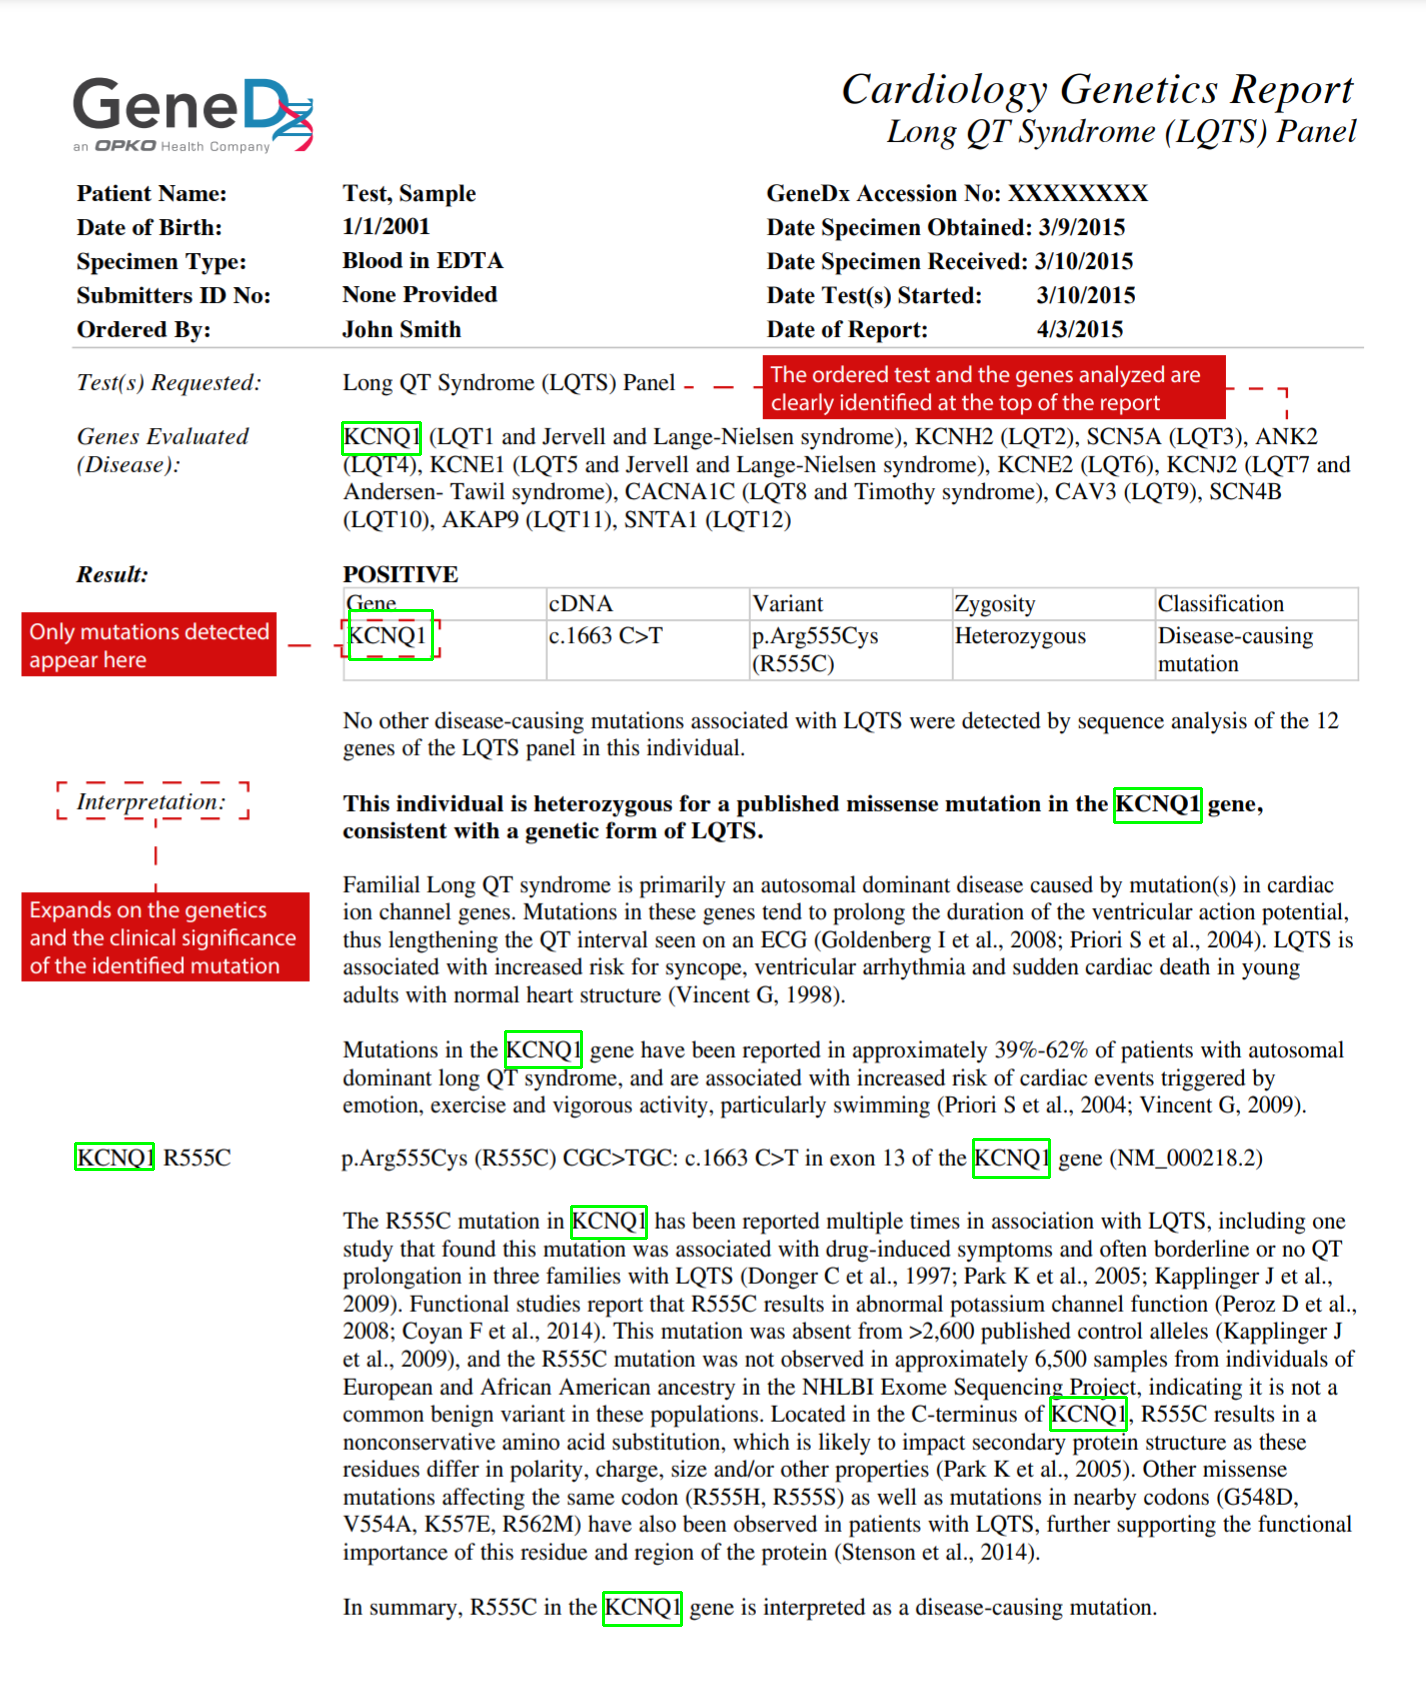 GeneDx
an OPKO Health Company
Cardiology Genetics Report
Long QT Syndrome (LQTS) Panel
Patient Name: Test, Sample GeneDx Accession No: XXXXXXXX
Date of Birth: 1/1/2001 Date Specimen Obtained: 3/9/2015
Specimen Type: Blood in EDTA Date Specimen Received: 3/10/2015
Submitters ID No: None Provided Date Test(s) Started: 3/10/2015
Ordered By: John Smith Date of Report: 4/3/2015
Test(s) Requested: Long QT Syndrome (LQTS) Panel
The ordered test and the genes analyzed are
clearly identified at the top of the report
Genes Evaluated
(Disease):
KCNQ1 (LQT1 and Jervell and Lange-Nielsen syndrome), KCNH2 (LQT2), SCN5A (LQT3), ANK2
(LQT4), KCNE1 (LQT5 and Jervell and Lange-Nielsen syndrome), KCNE2 (LQT6), KCNJ2 (LQT7 and
Andersen- Tawil syndrome), CACNA1C (LQT8 and Timothy syndrome), CAV3 (LQT9), SCN4B
(LQT10), AKAP9 (LQT11), SNTA1 (LQT12)
Result: POSITIVE
Gene cDNA Variant Zygosity Classification
KCNQ1 c.1663 C>T p.Arg555Cys Heterozygous Disease-causing
(R555C) mutation
Only mutations detected
appear here
No other disease-causing mutations associated with LQTS were detected by sequence analysis of the 12
genes of the LQTS panel in this individual.
Interpretation: This individual is heterozygous for a published missense mutation in the KCNQ1 gene,
consistent with a genetic form of LQTS.
Expands on the genetics
and the clinical significance
of the identified mutation
Familial Long QT syndrome is primarily an autosomal dominant disease caused by mutation(s) in cardiac
ion channel genes. Mutations in these genes tend to prolong the duration of the ventricular action potential,
thus lengthening the QT interval seen on an ECG (Goldenberg I et al., 2008; Priori S et al., 2004). LQTS is
associated with increased risk for syncope, ventricular arrhythmia and sudden cardiac death in young
adults with normal heart structure (Vincent G, 1998).
Mutations in the KCNQ1 gene have been reported in approximately 39%-62% of patients with autosomal
dominant long QT syndrome, and are associated with increased risk of cardiac events triggered by
emotion, exercise and vigorous activity, particularly swimming (Priori S et al., 2004; Vincent G, 2009).
KCNQ1 R555C p.Arg555Cys (R555C) CGC>TGC: c.1663 C>T in exon 13 of the KCNQ1 gene (NM_000218.2)
The R555C mutation in KCNQ1 has been reported multiple times in association with LQTS, including one
study that found this mutation was associated with drug-induced symptoms and often borderline or no QT
prolongation in three families with LQTS (Donger C et al., 1997; Park K et al., 2005; Kapplinger J et al.,
2009). Functional studies report that R555C results in abnormal potassium channel function (Peroz D et al.,
2008; Coyan F et al., 2014). This mutation was absent from >2,600 published control alleles (Kapplinger J
et al., 2009), and the R555C mutation was not observed in approximately 6,500 samples from individuals of
European and African American ancestry in the NHLBI Exome Sequencing Project, indicating it is not a
common benign variant in these populations. Located in the C-terminus of KCNQ1, R555C results in a
nonconservative amino acid substitution, which is likely to impact secondary protein structure as these
residues differ in polarity, charge, size and/or other properties (Park K et al., 2005). Other missense
mutations affecting the same codon (R555H, R555S) as well as mutations in nearby codons (G548D,
V554A, K557E, R562M) have also been observed in patients with LQTS, further supporting the functional
importance of this residue and region of the protein (Stenson et al., 2014).
In summary, R555C in the KCNQ1 gene is interpreted as a disease-causing mutation.